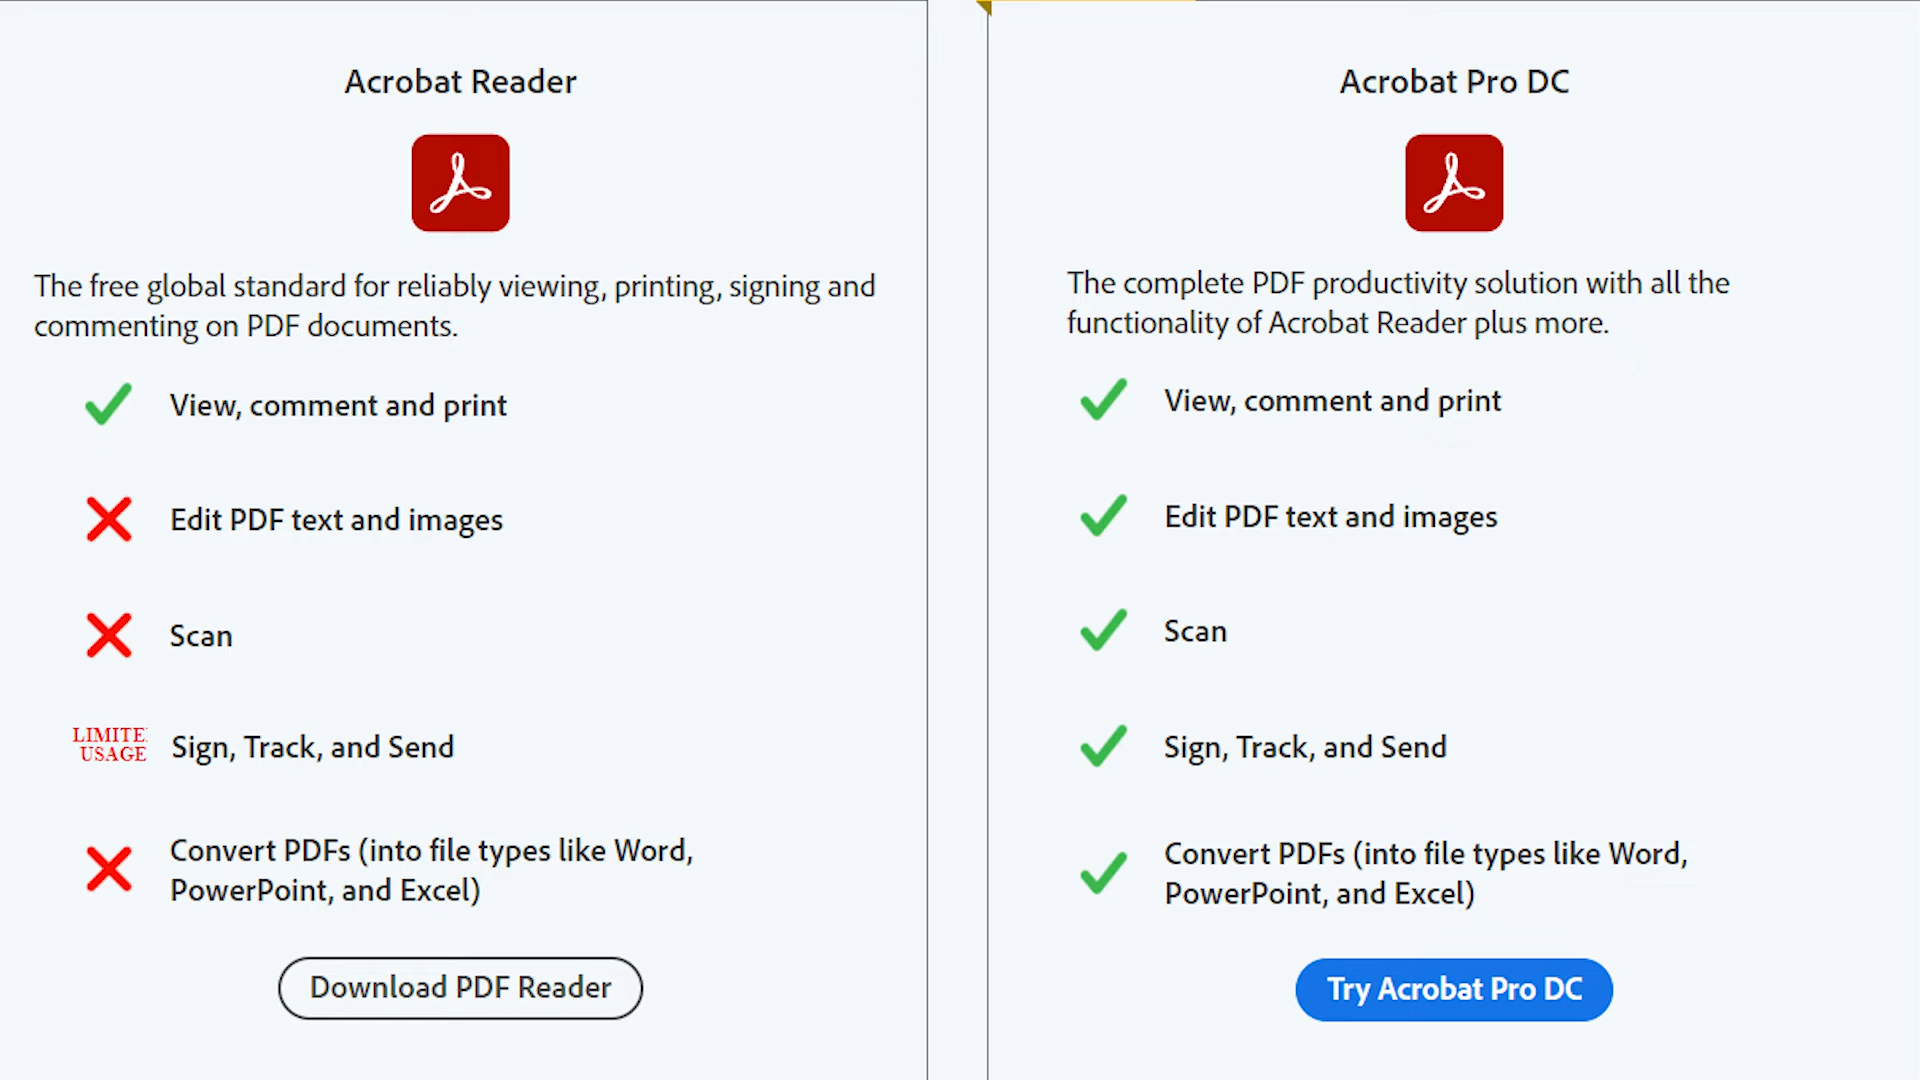 Acrobat Reader
The free global standard for reliably viewing, printing, signing and
commenting on PDF documents.
View, comment and print
Edit PDF text and images
Scan
LIMITE
USAGE
Sign, Track, and Send
Convert PDFs (into file types like Word,
PowerPoint, and Excel)
Download PDF Reader
Acrobat Pro DC
The complete PDF productivity solution with all the
functionality of Acrobat Reader plus more.
View, comment and print
Edit PDF text and images
Scan
Sign, Track, and Send
Convert PDFs (into file types like Word,
PowerPoint, and Excel)
Try Acrobat Pro DC